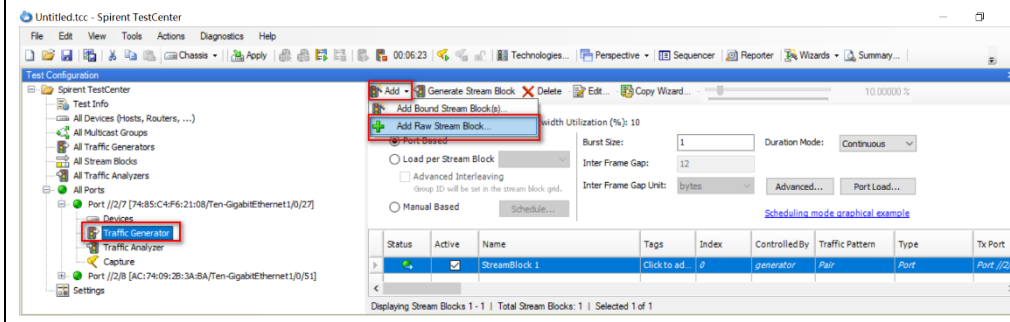 Untitled.tcc - Spirent TestCenter
File Edit View Tools Actions Diagnostics Help
Chassis Apply 00:06:23 Technologies... Perspective Sequencer Reporter Wizards Summary...
Test Configuration
Spirent TestCenter
Test Info
All Devices (Hosts, Routers, ...)
All Multicast Groups
All Traffic Generators
All Stream Blocks
All Traffic Analyzers
All Ports
Port //2/7 [74:85:C4:F6:21:08/Ten-GigabitEthernet1/0/27]
Devices
Traffic Generator
Traffic Analyzer
Capture
Port //2/8 [AC:74:09:2B:3A:BA/Ten-GigabitEthernet1/0/51]
Settings
Add Generate Stream Block Delete Edit... Copy Wizard... 10.00000 %
Add Bound Stream Block(s)...
Add Raw Stream Block...
width Utilization (%): 10
Port Based Burst Size: 1 Duration Mode: Continuous
Load per Stream Block Inter Frame Gap: 12
Advanced Interleaving
Group ID will be set in the stream block grid.
Inter Frame Gap Unit: bytes Advanced... Port Load...
Manual Based Schedule...
Scheduling mode graphical example
Status Active Name Tags Index Controlled By Traffic Pattern Type Tx Port
StreamBlock 1 Click to ad... 0 generator Pair Port Port //2/
Displaying Stream Blocks 1 - 1 | Total Stream Blocks: 1 | Selected 1 of 1